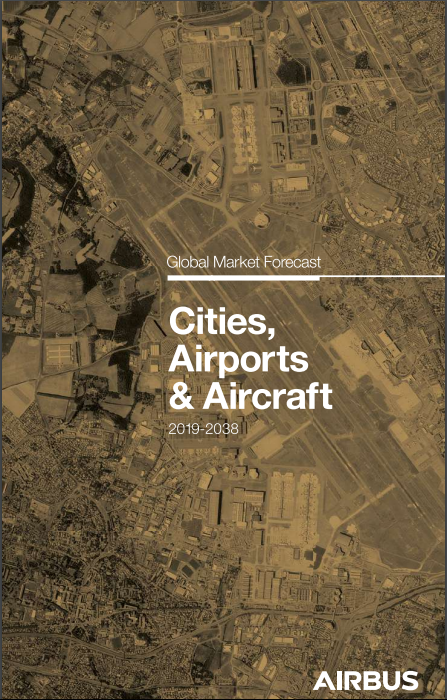 Global Market Forecast
Cities,
Airports
& Aircraft
2019-2038
AIRBUS